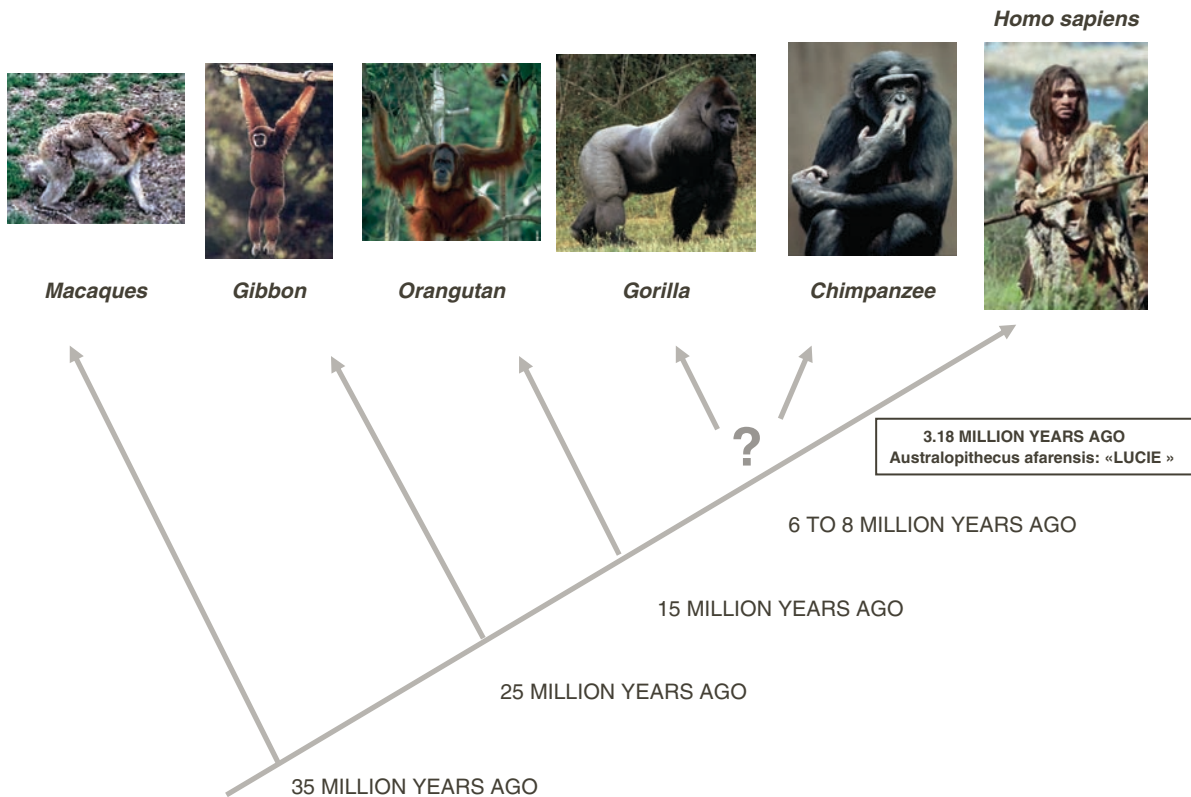 Homo sapiens
Macaques
Gibbon
Orangutan
Gorilla
Chimpanzee
?
3.18 MILLION YEARS AGO
Australopithecus afarensis: «LUCIE »
6 TO 8 MILLION YEARS AGO
15 MILLION YEARS AGO
25 MILLION YEARS AGO
35 MILLION YEARS AGO